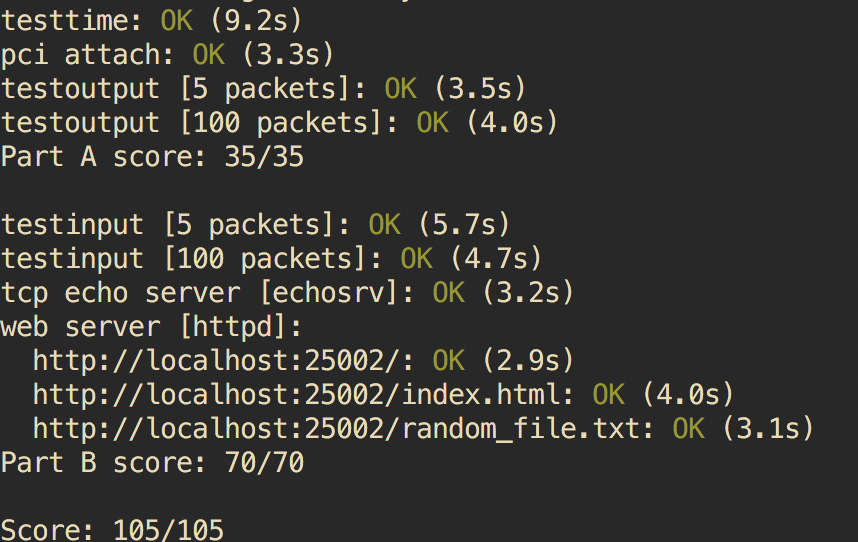 testtime: OK (9.2s)
pci attach: OK (3.3s)
testoutput [5 packets]: OK (3.5s)
testoutput [100 packets]: OK (4.0s)
Part A score: 35/35
testinput [5 packets]: OK (5.7s)
testinput [100 packets]: OK (4.7s)
tcp echo server [echosrv]: OK (3.2s)
web server [httpd]:
http://localhost:25002/: OK (2.9s)
http://localhost:25002/index.html: OK (4.0s)
http://localhost:25002/random_file.txt: OK (3.1s)
Part B score: 70/70
Score: 105/105